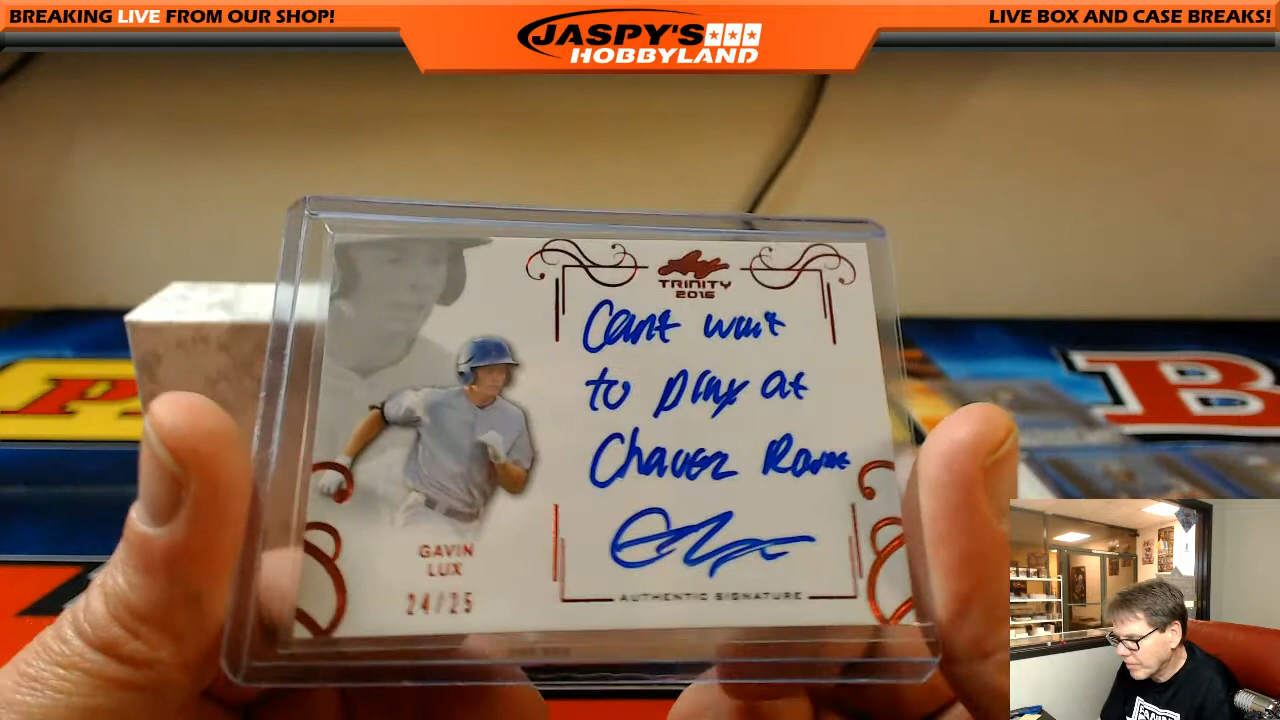 BREAKING LIVE FROM OUR SHOP!
JASPY'S
HOBBYLAND
LIVE BOX AND CASE BREAKS!
TRINITY
2016
Cant wait
to play at
Chavez
GAVIN
LUX
24/25
AUTHENTIC SIGNATURE
B